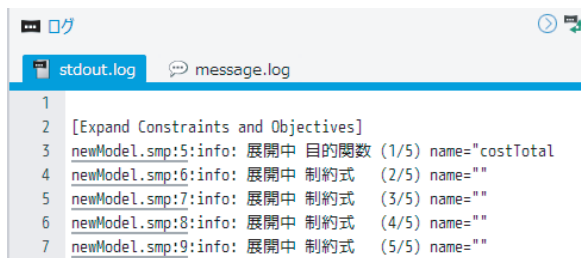 ログ
stdout.log message.log
1
2 [Expand Constraints and Objectives]
3 newModel.smp:5:info: 展開中 目的関数 (1/5) name="costTotal
4 newModel.smp:6:info: 展開中 制約式 (2/5) name=""
5 newModel.smp:7:info: 展開中 制約式 (3/5) name=""
6 newModel.smp:8:info: 展開中 制約式 (4/5) name=""
7 newModel.smp:9:info: 展開中 制約式 (5/5) name=""